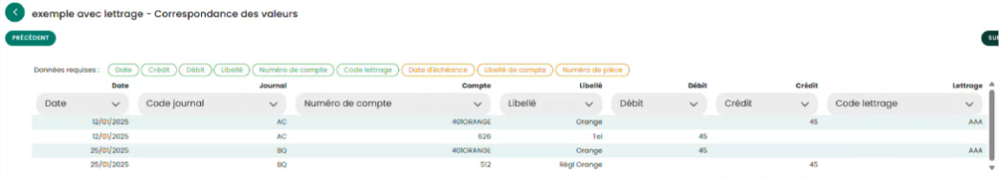 exemple avec lettrage - Correspondance des valeurs
PRÉCÉDENT
Données requises : Date Crédit Débit Libellé Numéro de compte Code lettrage Date d'échéance Libellé de compte Numéro de pièce
Date Journal Compte Libellé Débit Crédit Lettrage
Date Code journal Numéro de compte Libellé Débit Crédit Code lettrage
12/01/2025 AC 401ORANGE Orange 45 AAA
12/01/2025 AC 626 1 el 45
25/01/2025 BQ 401ORANGE Orange 45 AAA
25/01/2025 BQ 512 Règl Orange 45